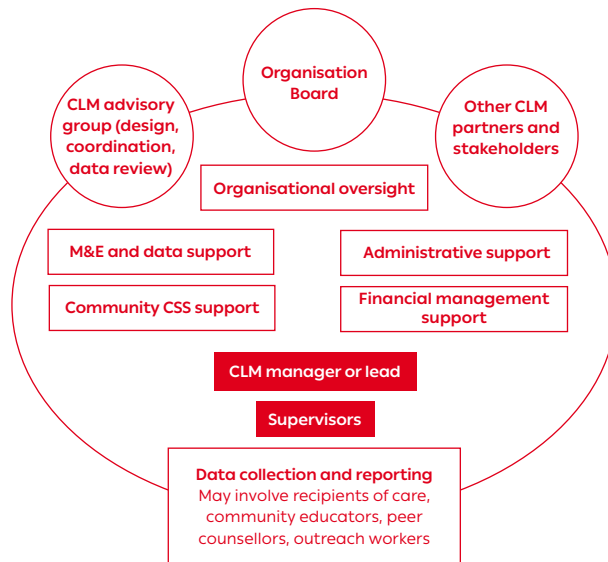 Organisation
Board
CLM advisory
group (design,
coordination,
data review)
Other CLM
partners and
stakeholders
Organisational oversight
M&E and data support
Administrative support
Community CSS support
Financial management
support
CLM manager or lead
Supervisors
Data collection and reporting
May involve recipients of care,
community educators, peer
counsellors, outreach workers